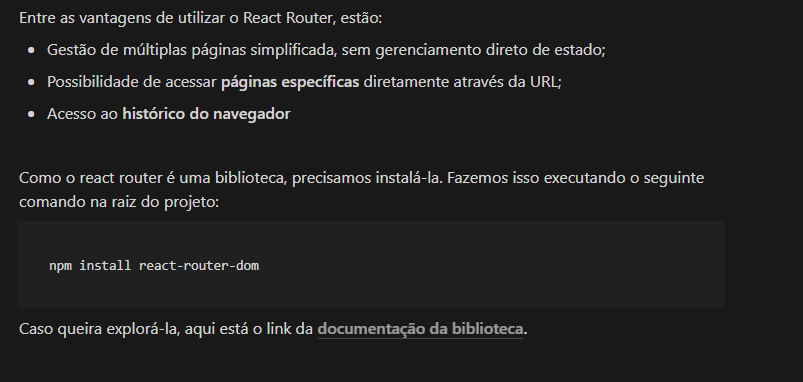 Entre as vantagens de utilizar o React Router, estão:
• Gestão de múltiplas páginas simplificada, sem gerenciamento direto de estado;
• Possibilidade de acessar páginas específicas diretamente através da URL;
• Acesso ao histórico do navegador
Como o react router é uma biblioteca, precisamos instalá-la. Fazemos isso executando o seguinte
comando na raiz do projeto:
npm install react-router-dom
Caso queira explorá-la, aqui está o link da documentação da biblioteca.